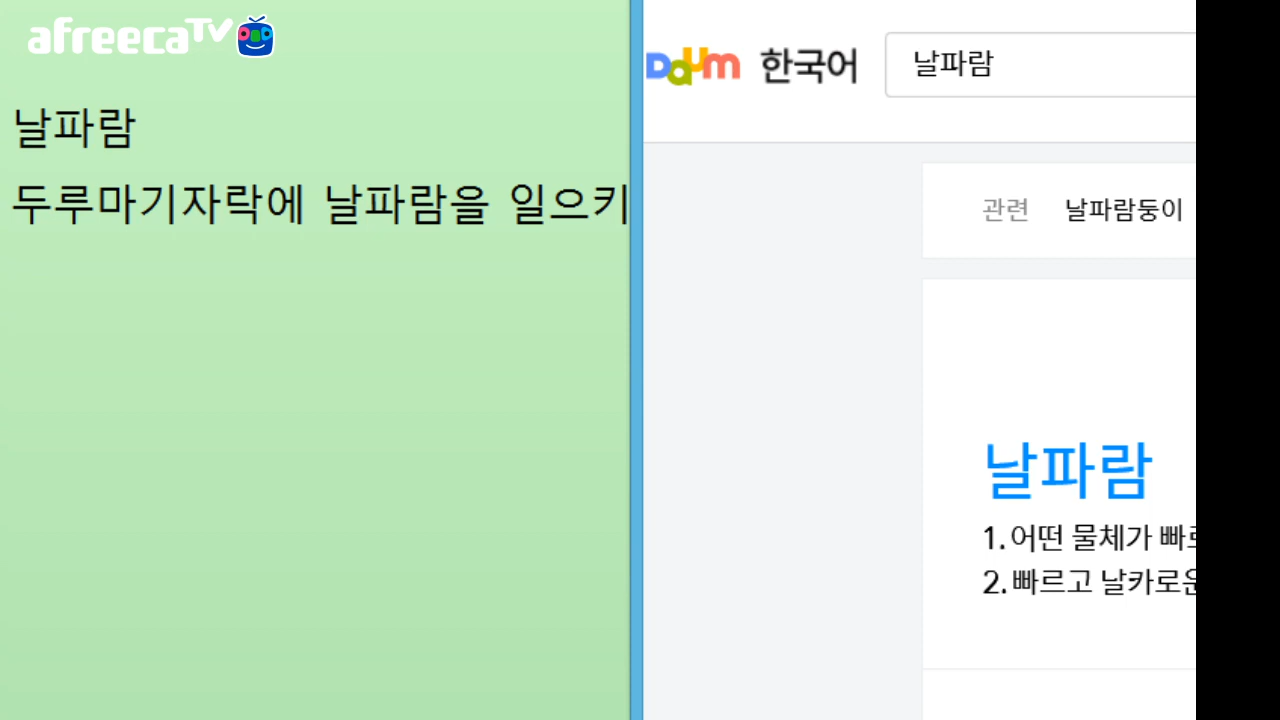 afreecaTV
날파람
두루마기자락에 날파람을 일으키
Daum 한국어
날파람
관련 날파람둥이
날파람
1. 어떤 물체가 빠르
2. 빠르고 날카로운